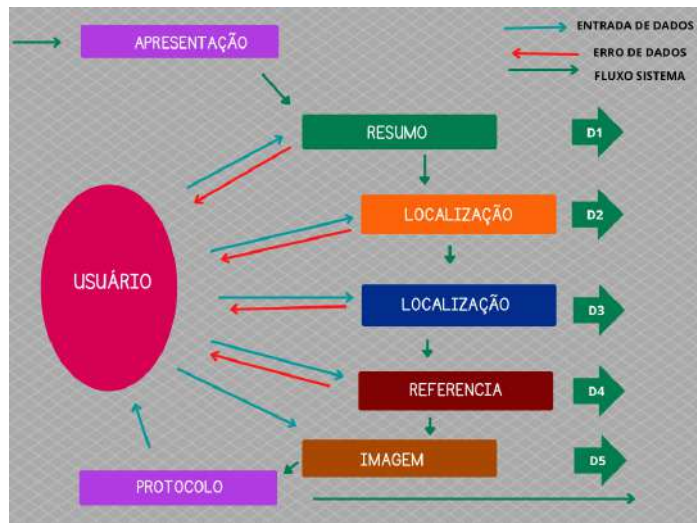 ENTRADA DE DADOS
APRESENTAÇÃO
ERRO DE DADOS
FLUXO SISTEMA
RESUMO
D1
LOCALIZAÇÃO
D2
USUÁRIO
LOCALIZAÇÃO
D3
REFERENCIA
D4
IMAGEM
D5
PROTOCOLO